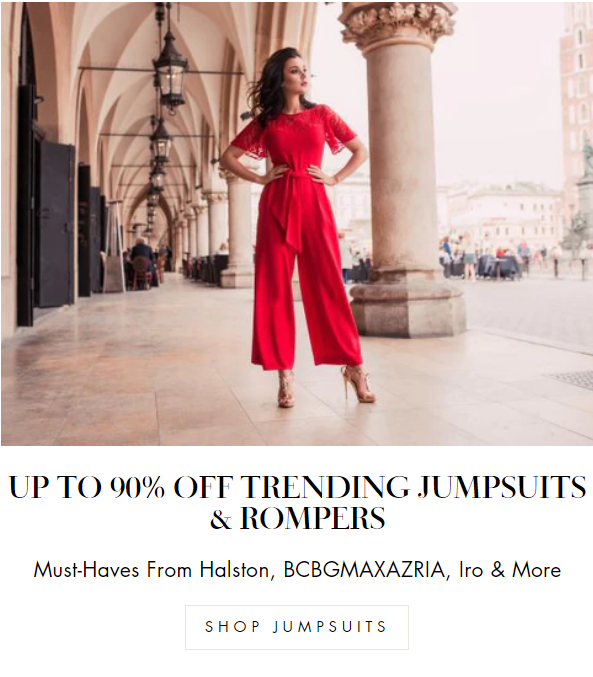 UP TO 90% OFF TRENDING JUMPSUITS
& ROMPERS
Must-Haves From Halston, BCBGMAXAZRIA, Iro & More
SHOP JUMPSUITS